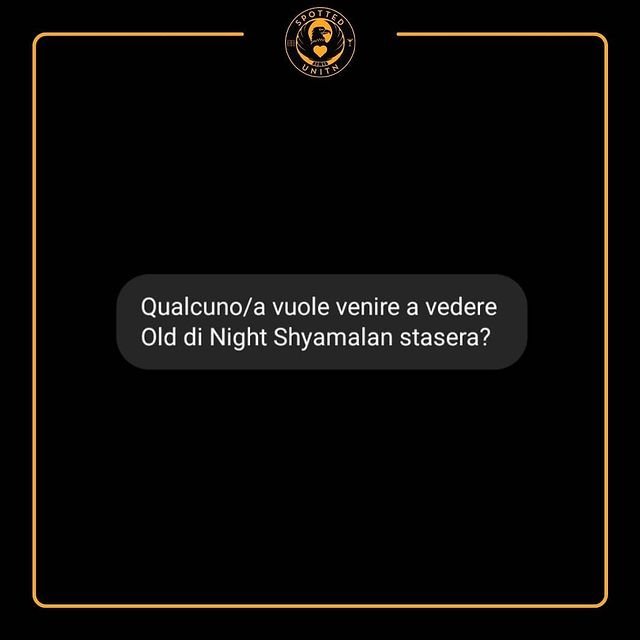 SPOTTED
UNITN
Qualcuno/a vuole venire a vedere
Old di Night Shyamalan stasera?